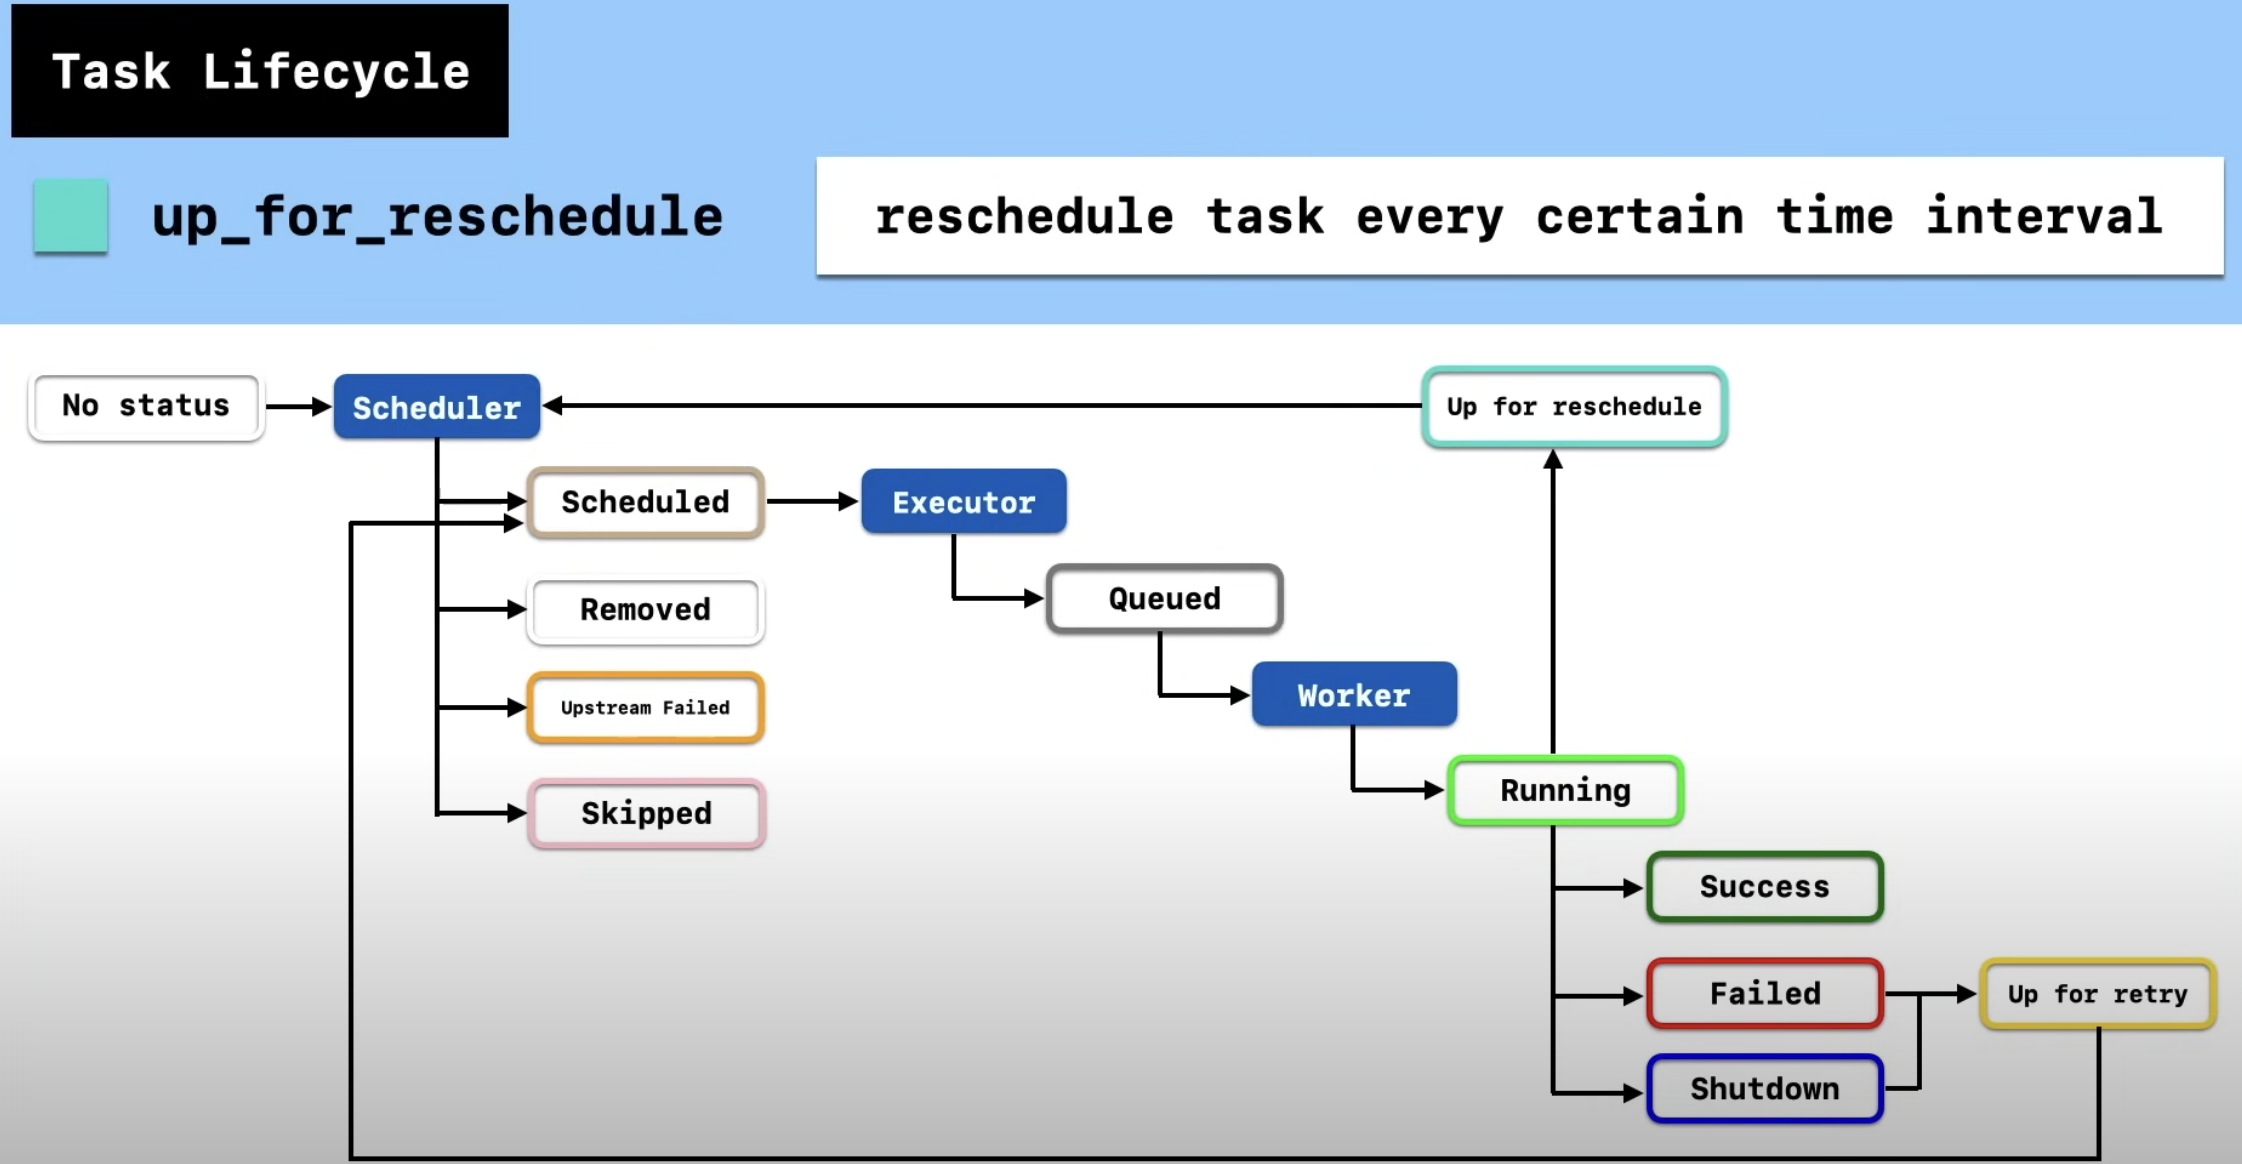 Task Lifecycle
up_for_reschedule
reschedule task every certain time interval
No status
Scheduler
Up for reschedule
Scheduled
Executor
Removed
Queued
Upstream Failed
Worker
Skipped
Running
Success
Failed
Up for retry
Shutdown